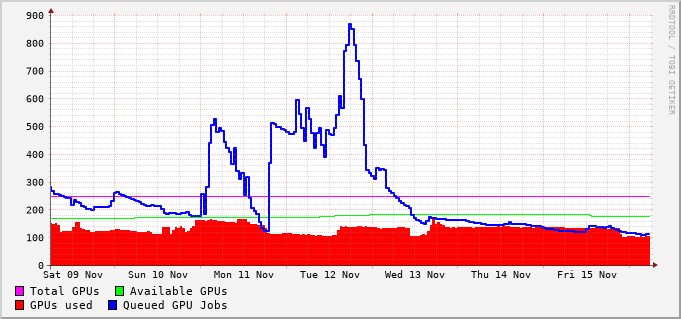 900
800
700
600
500
400
300
200
100
0
Sat 09 Nov Sun 10 Nov Mon 11 Nov Tue 12 Nov Wed 13 Nov Thu 14 Nov Fri 15 Nov
Total GPUs Available GPUs
GPUs used Queued GPU Jobs
RRDTOOL / TOBI OETIKER